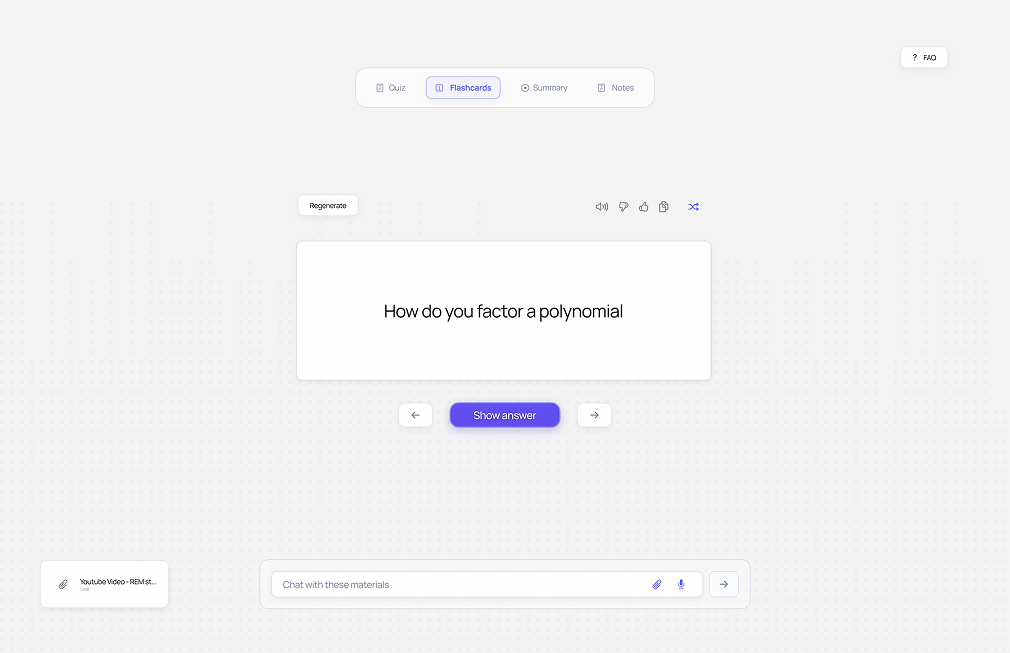 ? FAQ
Quiz Flashcards Summary Notes
Regenerate
How do you factor a polynomial
Show answer
Youtube Video - REM st...
Chat with these materials